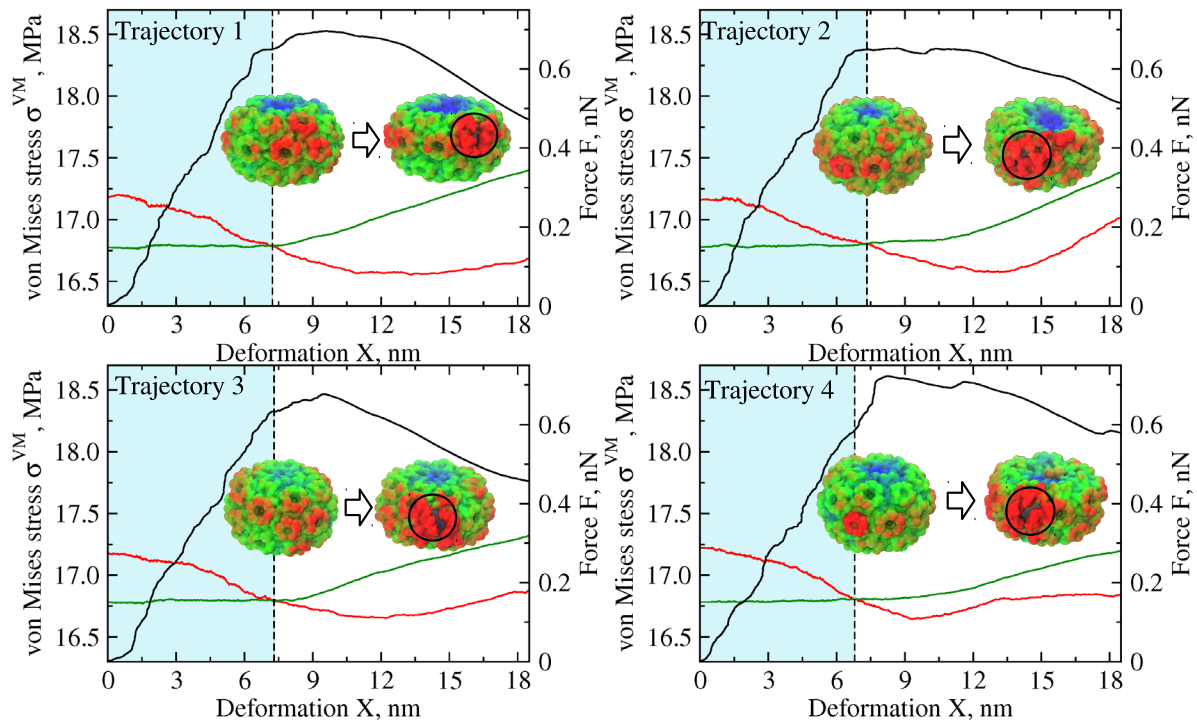 Trajectory 1
von Mises stress σ^VM, MPa
18.5
18.0
17.5
17.0
16.5
0.6
0.4
0.2
0
Force F, nN
0 3 6 9 12 15 18
Deformation X, nm
Trajectory 2
von Mises stress σ^VM, MPa
18.5
18.0
17.5
17.0
16.5
0.6
0.4
0.2
0
Force F, nN
0 3 6 9 12 15 18
Deformation X, nm
Trajectory 3
von Mises stress σ^VM, MPa
18.5
18.0
17.5
17.0
16.5
0.6
0.4
0.2
0
Force F, nN
0 3 6 9 12 15 18
Deformation X, nm
Trajectory 4
von Mises stess σ^VM, MPa
18.5
18.0
17.5
17.0
16.5
0.6
0.4
0.2
0
Force F, nN
0 3 6 9 12 15 18
Deformation X, nm